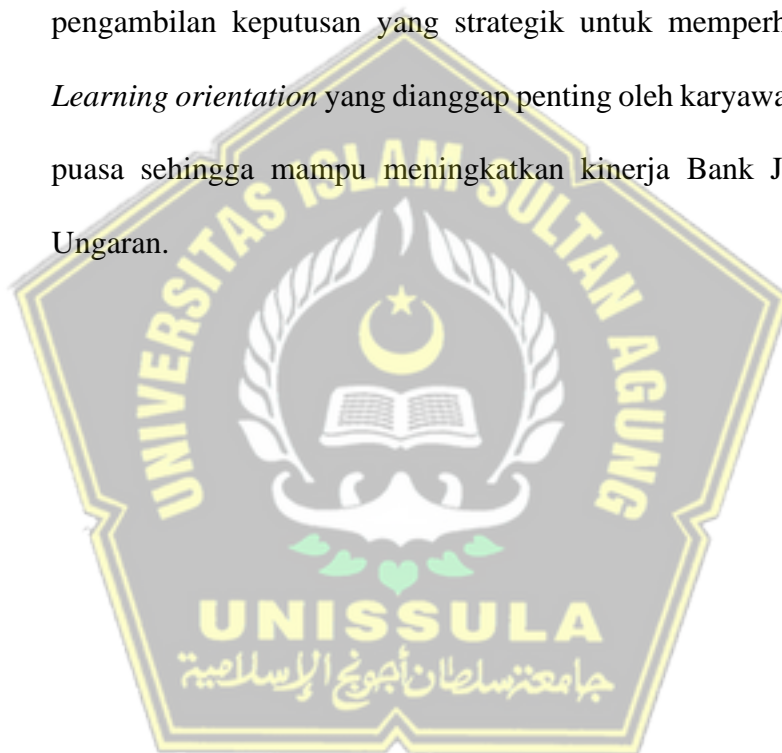 pengambilan keputusan yang strategik untuk memperh
Learning orientation yang dianggap penting oleh karyawa
puasa sehingga mampu meningkatkan kinerja Bank J
Ungaran.
UNIVERSITAS ISLAM SULTAN AGUNG
UNISSULA
جامعة سلطان أجونج الإسلامية